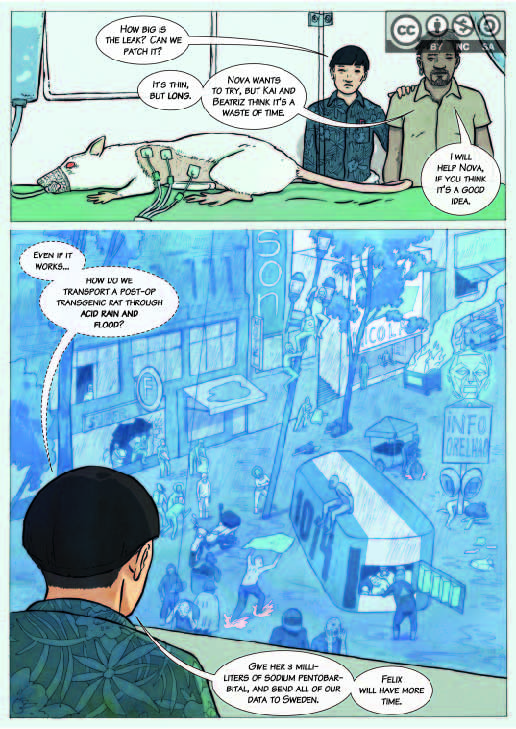 CC
BY NC SA
HOW BIG IS
THE LEAK? CAN WE
PATCH IT?
IT'S THIN,
BUT LONG.
NOVA WANTS
TO TRY, BUT KAI AND
BEATRIZ THINK IT'S A
WASTE OF TIME.
I WILL
HELP NOVA,
IF YOU THINK
IT'S A GOOD
IDEA.
EVEN IF IT
WORKS...
HOW DO WE
TRANSPORT A POST-OP
TRANSGENIC RAT THROUGH
ACID RAIN AND
FLOOD?
SON
INFO
ORELHA
GIVE HER 3 MILLI-
LITERS OF SODIUM PENTOBAR-
BITAL, AND SEND ALL OF OUR
DATA TO SWEDEN.
FELIX
WILL HAVE MORE
TIME.